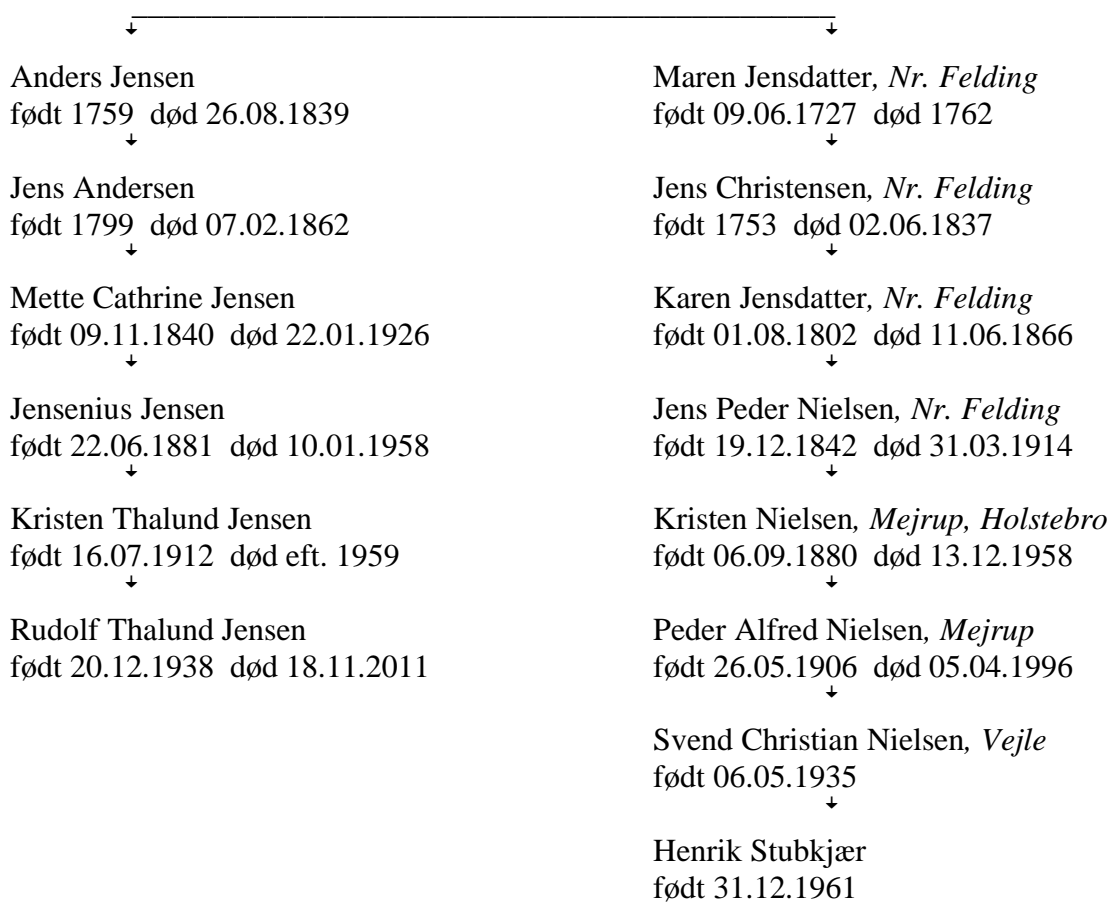 Anders Jensen
født 1759  død 26.08.1839
Jens Andersen
født 1799  død 07.02.1862
Mette Cathrine Jensen
født 09.11.1840  død 22.01.1926
Jensenius Jensen
født 22.06.1881  død 10.01.1958
Kristen Thalund Jensen
født 16.07.1912  død eft. 1959
Rudolf Thalund Jensen
født 20.12.1938  død 18.11.2011
Maren Jensdatter, Nr. Felding
født 09.06.1727  død 1762
Jens Christensen, Nr. Felding
født 1753  død 02.06.1837
Karen Jensdatter, Nr. Felding
født 01.08.1802  død 11.06.1866
Jens Peder Nielsen, Nr. Felding
født 19.12.1842  død 31.03.1914
Kristen Nielsen, Mejrup, Holstebro
født 06.09.1880  død 13.12.1958
Peder Alfred Nielsen, Mejrup
født 26.05.1906  død 05.04.1996
Svend Christian Nielsen, Vejle
født 06.05.1935
Henrik Stubkjær
født 31.12.1961